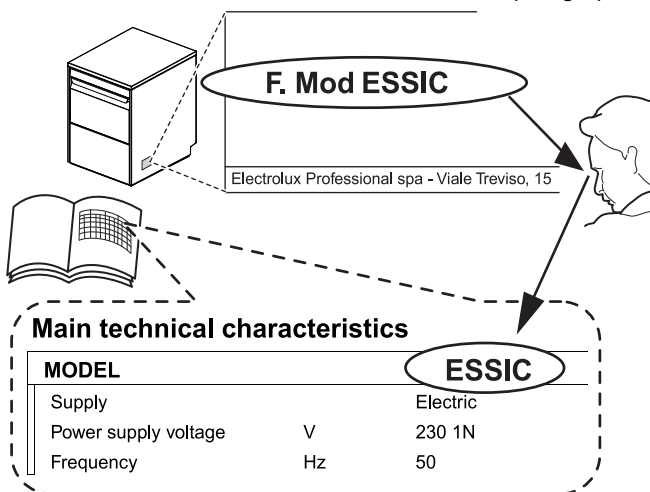 F. Mod ESSIC
Electrolux Professional spa - Viale Treviso, 15
Main technical characteristics
MODEL ESSIC
Supply Electric
Power supply voltage V 230 1N
Frequency Hz 50